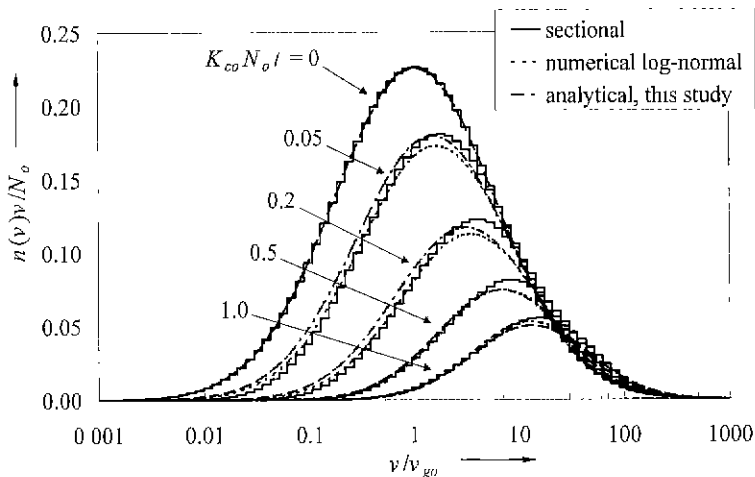 0.25
0.20
0.15
0.10
0.05
0.00
n(v)v/N_o
K_co N_o t = 0
0.05
0.2
0.5
1.0
sectional
numerical log-normal
analytical, this study
0 001
0.01
0.1
1
10
100
1000
v/v_go